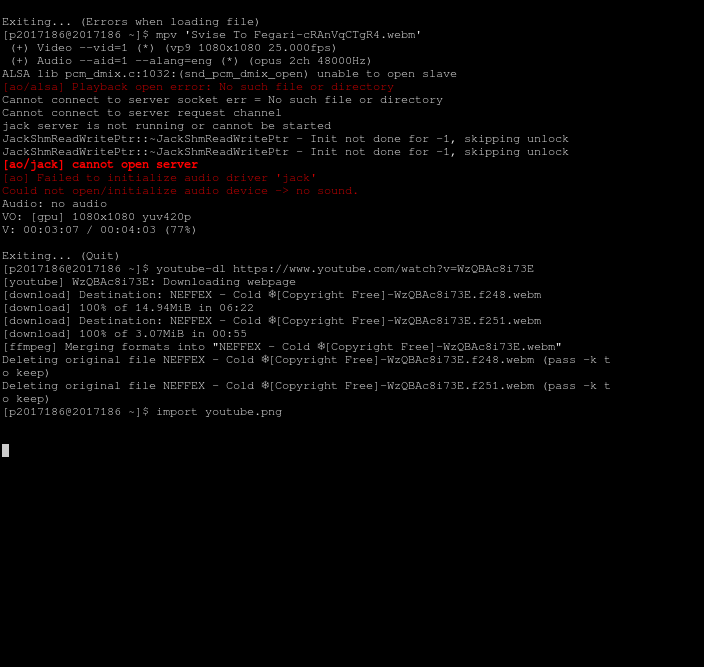 Exiting... (Errors when loading file)
[p2017186@2017186 ~]$ mpv 'Svise To Fegari-cRAnVqCTgR4.webm'
 (+) Video --vid=1 (*) (vp9 1080x1080 25.000fps)
 (+) Audio --aid=1 --alang=eng (*) (opus 2ch 48000Hz)
ALSA lib pcm_dmix.c:1032:(snd_pcm_dmix_open) unable to open slave
[ao/alsa] Playback open error: No such file or directory
Cannot connect to server socket err = No such file or directory
Cannot connect to server request channel
jack server is not running or cannot be started
JackShmReadWritePtr::~JackShmReadWritePtr - Init not done for -1, skipping unlock
JackShmReadWritePtr::~JackShmReadWritePtr - Init not done for -1, skipping unlock
[ao/jack] cannot open server
[ao] Failed to initialize audio driver 'jack'
Could not open/initialize audio device -> no sound.
Audio: no audio
VO: [gpu] 1080x1080 yuv420p
V: 00:03:07 / 00:04:03 (77%)
Exiting... (Quit)
[p2017186@2017186 ~]$ youtube-dl https://www.youtube.com/watch?v=WzQBAc8i73E
[youtube] WzQBAc8i73E: Downloading webpage
[download] Destination: NEFFEX - Cold ❄[Copyright Free]-WzQBAc8i73E.f248.webm
[download] 100% of 14.94MiB in 06:22
[download] Destination: NEFFEX - Cold ❄[Copyright Free]-WzQBAc8i73E.f251.webm
[download] 100% of 3.07MiB in 00:55
[ffmpeg] Merging formats into "NEFFEX - Cold ❄[Copyright Free]-WzQBAc8i73E.webm"
Deleting original file NEFFEX - Cold ❄[Copyright Free]-WzQBAc8i73E.f248.webm (pass -k t
o keep)
Deleting original file NEFFEX - Cold ❄[Copyright Free]-WzQBAc8i73E.f251.webm (pass -k t
o keep)
[p2017186@2017186 ~]$ import youtube.png